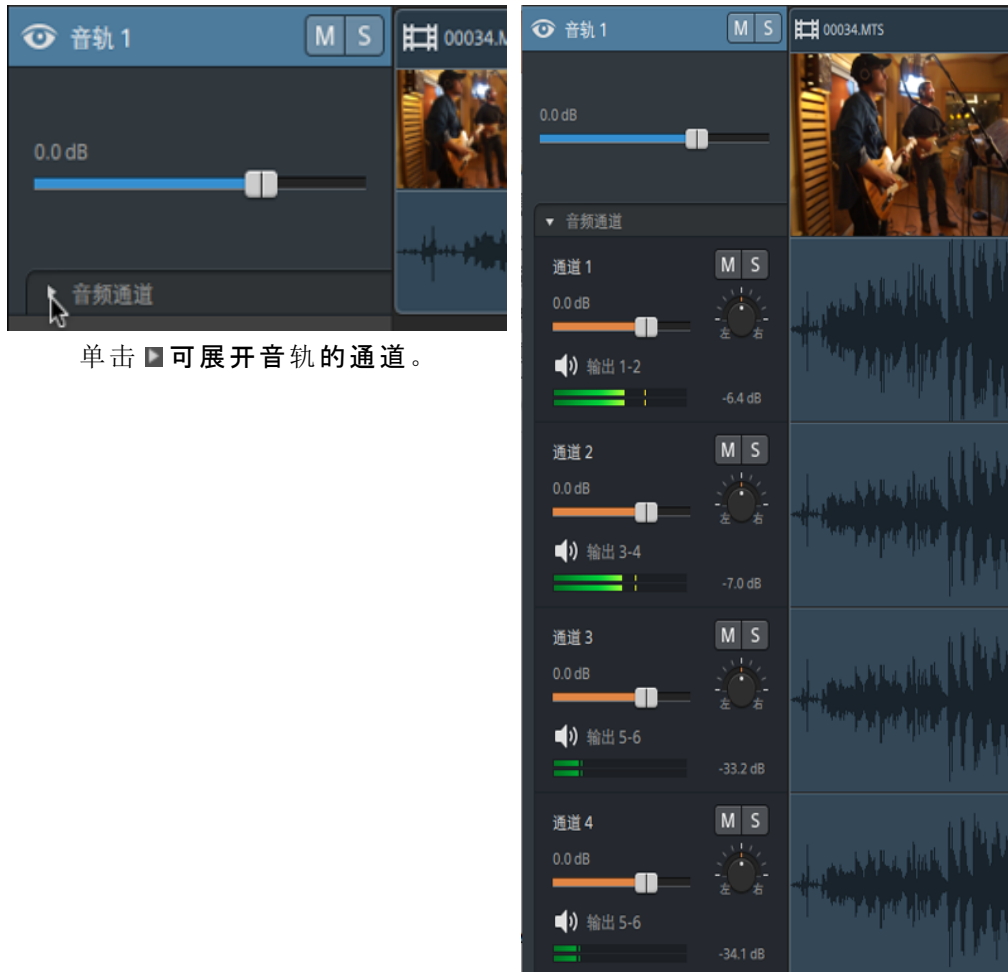 音轨 1 M S 00034.M
0.0 dB
音频通道
单击 可展开音轨的通道。
音轨 1 M S 00034.MTS
0.0 dB
音频通道
通道 1 M S
0.0 dB
左 右
输出 1-2
-6.4 dB
通道 2 M S
0.0 dB
左 右
输出 3-4
-7.0 dB
通道 3 M S
0.0 dB
左 右
输出 5-6
-33.2 dB
通道 4 M S
0.0 dB
左 右
输出 5-6
-34.1 dB